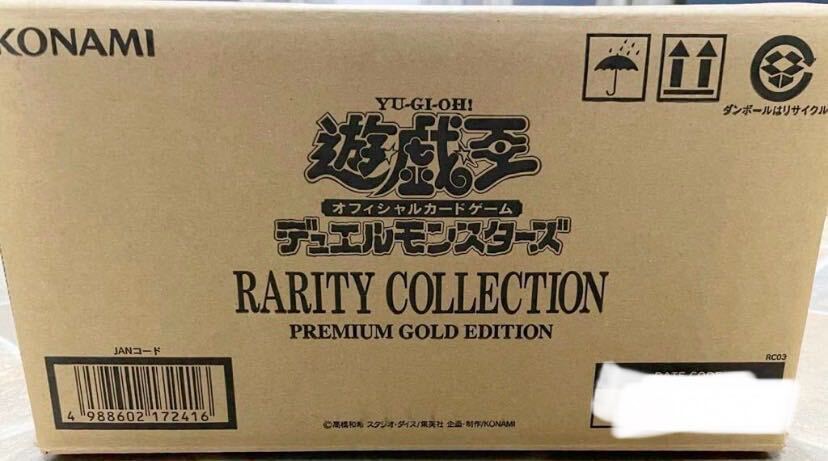 KONAMI
ダンボールはリサイクル
YU-GI-OH!
遊戯王
オフィシャルカードゲーム
デュエルモンスターズ
RARITY COLLECTION
PREMIUM GOLD EDITION
JANコード
4 988602 172416
RC03
DATE CODE
©高橋和希 スタジオ・ダイス/集英社 企画・制作/KONAMI